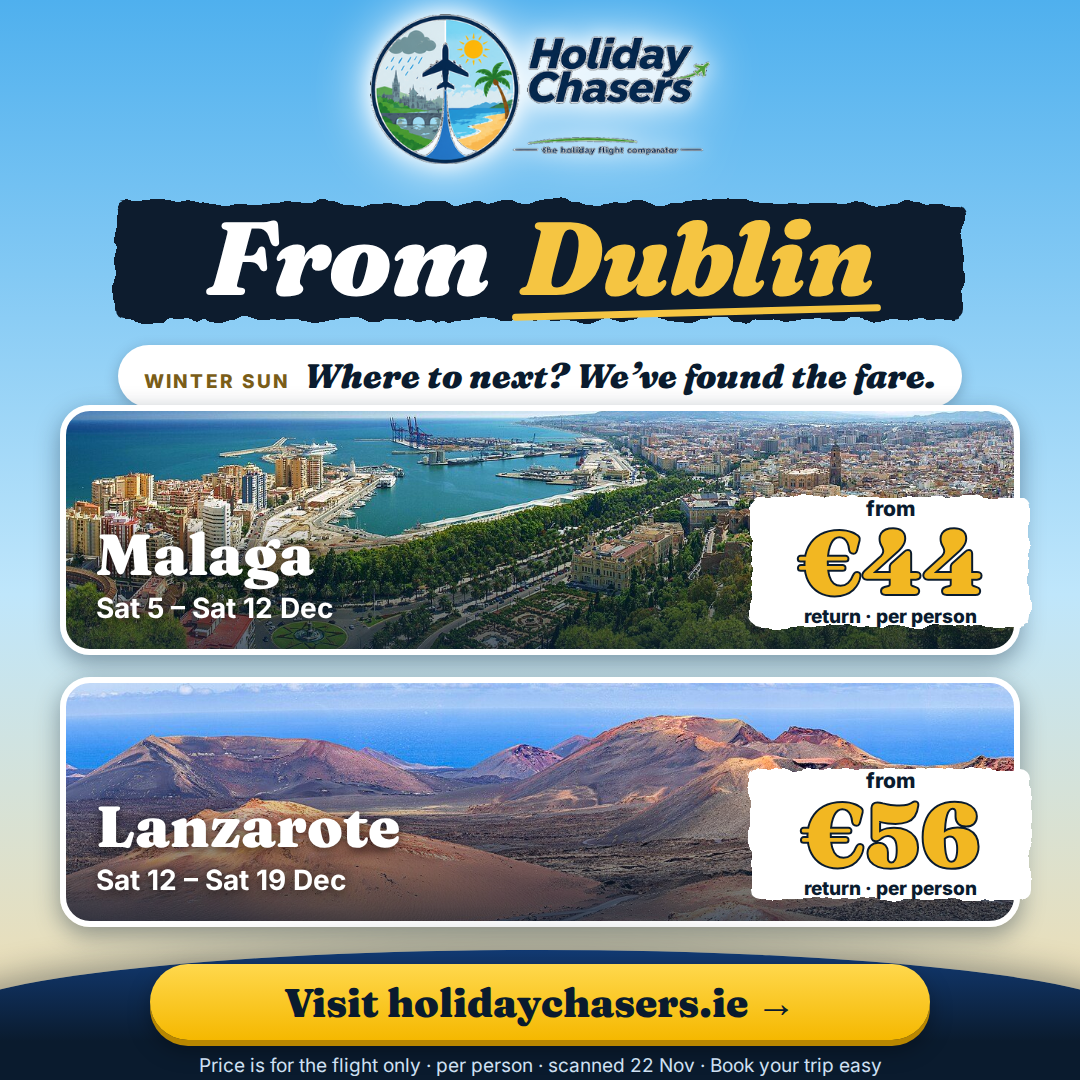 Holiday
Chasers
the holiday flight comparator
From Dublin
WINTER SUN Where to next? We’ve found the fare.
from
€44
return · per person
Malaga
Sat 5 – Sat 12 Dec
from
€56
return · per person
Lanzarote
Sat 12 – Sat 19 Dec
Visit holidaychasers.ie →
Price is for the flight only · per person · scanned 22 Nov · Book your trip easy